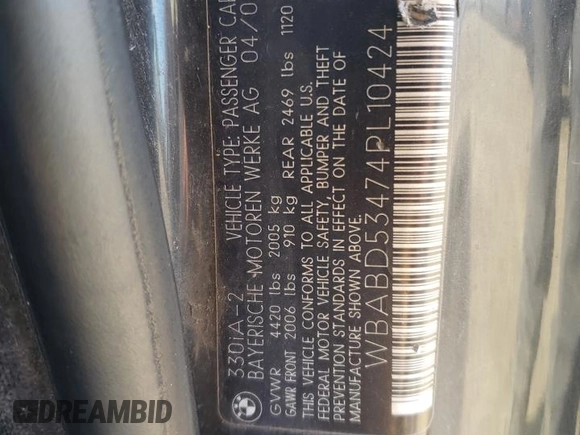 330iA-2 VEHICLE TYPE: PASSENGER CAR
BAYERISCHE MOTOREN WERKE AG 04/0
GVWR 4420 lbs 2005 kg
GAWR FRONT 2006 lbs 910 kg REAR 2469 lbs 1120
THIS VEHICLE CONFORMS TO ALL APPLICABLE U.S.
FEDERAL MOTOR VEHICLE SAFETY, BUMPER AND THEFT
PREVENTION STANDARDS IN EFFECT ON THE DATE OF
MANUFACTURE SHOWN ABOVE.
WBABD53474PL10424
DREAMBID